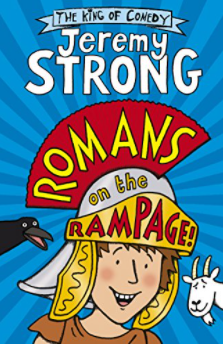 THE KING OF COMEDY
Jeremy
STRONG
ROMANS
on the
RAMPAGE!